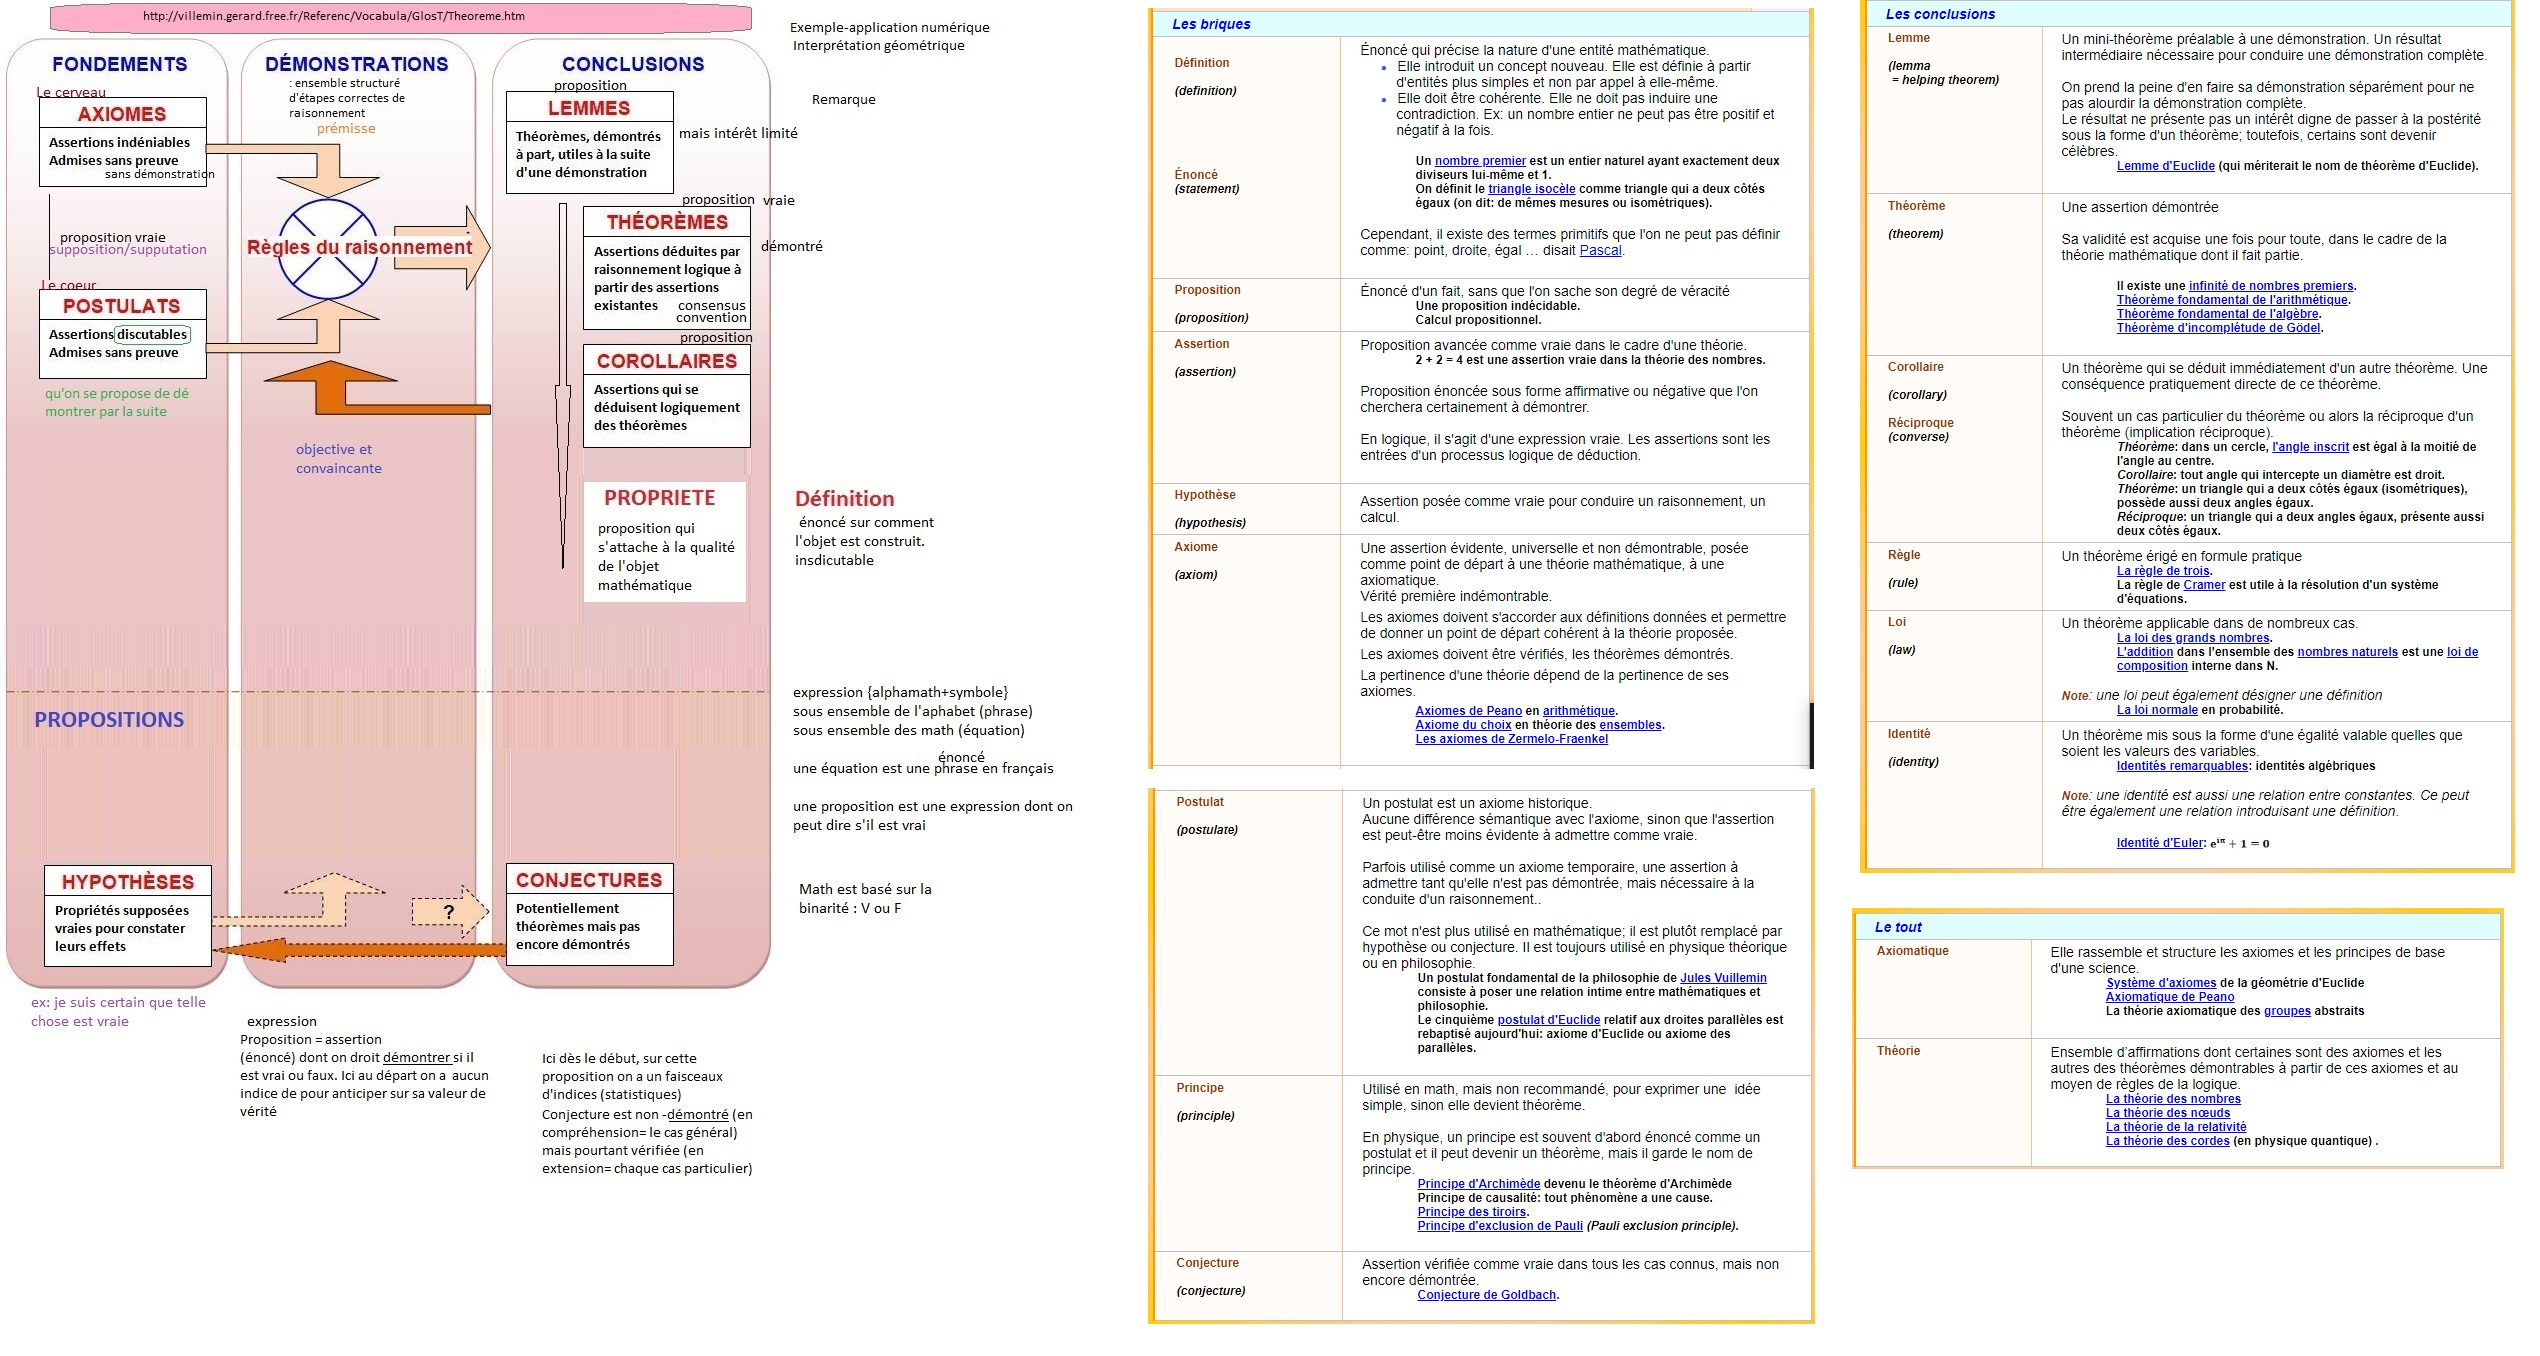 http://villemin.gerard.free.fr/Referenc/Vocabula/GlosT/Theoreme.htm
FONDEMENTS
Le cerveau
AXIOMES
Assertions indéniables
Admises sans preuve
sans démonstration
proposition vraie
supposition/supputation
Le coeur
POSTULATS
Assertions discutables
Admises sans preuve
qu'on se propose de dé
montrer par la suite
DÉMONSTRATIONS
: ensemble structuré
d'étapes correctes de
raisonnement
prémisse
Règles du raisonnement
objective et
convaincante
CONCLUSIONS
proposition
LEMMES
Théorèmes, démontrés
à part, utiles à la suite
d'une démonstration
mais intérêt limité
proposition vraie
THÉORÈMES
démontré
Assertions déduites par
raisonnement logique à
partir des assertions
existantes
consensus
convention
proposition
COROLLAIRES
Assertions qui se
déduisent logiquement
des théorèmes
PROPRIETE
proposition qui
s'attache à la qualité
de l'objet
mathématique
PROPOSITIONS
HYPOTHÈSES
Propriétés supposées
vraies pour constater
leurs effets
?
CONJECTURES
Potentiellement
théorèmes mais pas
encore démontrés
ex: je suis certain que telle
chose est vraie
expression
Proposition = assertion
(énoncé) dont on droit démontrer si il
est vrai ou faux. Ici au départ on a aucun
indice de pour anticiper sur sa valeur de
vérité
Ici dès le début, sur cette
proposition on a un faisceaux
d'indices (statistiques)
Conjecture est non -démontré (en
compréhension= le cas général)
mais pourtant vérifiée (en
extension= chaque cas particulier)
Exemple-application numérique
Interprétation géométrique
Remarque
Définition
énoncé sur comment
l'objet est construit.
insdicutable
expression {alphamath+symbole}
sous ensemble de l'aphabet (phrase)
sous ensemble des math (équation)
énoncé
une équation est une phrase en français
une proposition est une expression dont on
peut dire s'il est vrai
Math est basé sur la
binarité : V ou F
Les briques
Définition
(definition)
Énoncé
(statement)
Énoncé qui précise la nature d'une entité mathématique.
• Elle introduit un concept nouveau. Elle est définie à partir
d'entités plus simples et non par appel à elle-même.
• Elle doit être cohérente. Elle ne doit pas induire une
contradiction. Ex: un nombre entier ne peut pas être positif et
négatif à la fois.
Un nombre premier est un entier naturel ayant exactement deux
diviseurs lui-même et 1.
On définit le triangle isocèle comme triangle qui a deux côtés
égaux (on dit: de mêmes mesures ou isométriques).
Cependant, il existe des termes primitifs que l'on ne peut pas définir
comme: point, droite, égal … disait Pascal.
Proposition
(proposition)
Énoncé d'un fait, sans que l'on sache son degré de véracité
Une proposition indécidable.
Calcul propositionnel.
Assertion
(assertion)
Proposition avancée comme vraie dans le cadre d'une théorie.
2 + 2 = 4 est une assertion vraie dans la théorie des nombres.
Proposition énoncée sous forme affirmative ou négative que l'on
cherchera certainement à démontrer.
En logique, il s'agit d'une expression vraie. Les assertions sont les
entrées d'un processus logique de déduction.
Hypothèse
(hypothesis)
Assertion posée comme vraie pour conduire un raisonnement, un
calcul.
Axiome
(axiom)
Une assertion évidente, universelle et non démontrable, posée
comme point de départ à une théorie mathématique, à une
axiomatique.
Vérité première indémontrable.
Les axiomes doivent s'accorder aux définitions données et permettre
de donner un point de départ cohérent à la théorie proposée.
Les axiomes doivent être vérifiés, les théorèmes démontrés.
La pertinence d'une théorie dépend de la pertinence de ses
axiomes.
Axiomes de Peano en arithmétique.
Axiome du choix en théorie des ensembles.
Les axiomes de Zermelo-Fraenkel
Postulat
(postulate)
Un postulat est un axiome historique.
Aucune différence sémantique avec l'axiome, sinon que l'assertion
est peut-être moins évidente à admettre comme vraie.
Parfois utilisé comme un axiome temporaire, une assertion à
admettre tant qu'elle n'est pas démontrée, mais nécessaire à la
conduite d'un raisonnement..
Ce mot n'est plus utilisé en mathématique; il est plutôt remplacé par
hypothèse ou conjecture. Il est toujours utilisé en physique théorique
ou en philosophie.
Un postulat fondamental de la philosophie de Jules Vuillemin
consiste à poser une relation intime entre mathématiques et
philosophie.
Le cinquième postulat d'Euclide relatif aux droites parallèles est
rebaptisé aujourd'hui: axiome d'Euclide ou axiome des
parallèles.
Principe
(principle)
Utilisé en math, mais non recommandé, pour exprimer une idée
simple, sinon elle devient théorème.
En physique, un principe est souvent d'abord énoncé comme un
postulat et il peut devenir un théorème, mais il garde le nom de
principe.
Principe d'Archimède devenu le théorème d'Archimède
Principe de causalité: tout phénomène a une cause.
Principe des tiroirs.
Principe d'exclusion de Pauli (Pauli exclusion principle).
Conjecture
(conjecture)
Assertion vérifiée comme vraie dans tous les cas connus, mais non
encore démontrée.
Conjecture de Goldbach.
Les conclusions
Lemme
(lemma
= helping theorem)
Un mini-théorème préalable à une démonstration. Un résultat
intermédiaire nécessaire pour conduire une démonstration complète.
On prend la peine d'en faire sa démonstration séparément pour ne
pas alourdir la démonstration complète.
Le résultat ne présente pas un intérêt digne de passer à la postérité
sous la forme d'un théorème; toutefois, certains sont devenir
célèbres.
Lemme d'Euclide (qui mériterait le nom de théorème d'Euclide).
Théorème
(theorem)
Une assertion démontrée
Sa validité est acquise une fois pour toute, dans le cadre de la
théorie mathématique dont il fait partie.
Il existe une infinité de nombres premiers.
Théorème fondamental de l'arithmétique.
Théorème fondamental de l'algèbre.
Théorème d'incomplétude de Gödel.
Corollaire
(corollary)
Réciproque
(converse)
Un théorème qui se déduit immédiatement d'un autre théorème. Une
conséquence pratiquement directe de ce théorème.
Souvent un cas particulier du théorème ou alors la réciproque d'un
théorème (implication réciproque).
Théorème: dans un cercle, l'angle inscrit est égal à la moitié de
l'angle au centre.
Corollaire: tout angle qui intercepte un diamètre est droit.
Théorème: un triangle qui a deux côtés égaux (isométriques),
possède aussi deux angles égaux.
Réciproque: un triangle qui a deux angles égaux, présente aussi
deux côtés égaux.
Règle
(rule)
Un théorème érigé en formule pratique
La règle de trois.
La règle de Cramer est utile à la résolution d'un système
d'équations.
Loi
(law)
Un théorème applicable dans de nombreux cas.
La loi des grands nombres.
L'addition dans l'ensemble des nombres naturels est une loi de
composition interne dans N.
Note: une loi peut également désigner une définition
La loi normale en probabilité.
Identité
(identity)
Un théorème mis sous la forme d'une égalité valable quelles que
soient les valeurs des variables.
Identités remarquables: identités algébriques
Note: une identité est aussi une relation entre constantes. Ce peut
être également une relation introduisant une définition.
Identité d'Euler: e^iπ + 1 = 0
Le tout
Axiomatique
Elle rassemble et structure les axiomes et les principes de base
d'une science.
Système d'axiomes de la géométrie d'Euclide
Axiomatique de Peano
La théorie axiomatique des groupes abstraits
Théorie
Ensemble d'affirmations dont certaines sont des axiomes et les
autres des théorèmes démontrables à partir de ces axiomes et au
moyen de règles de la logique.
La théorie des nombres
La théorie des nœuds
La théorie de la relativité
La théorie des cordes (en physique quantique) .